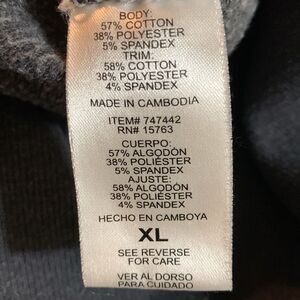 BODY:
57% COTTON
38% POLYESTER
5% SPANDEX
TRIM:
58% COTTON
38% POLYESTER
4% SPANDEX
MADE IN CAMBODIA
ITEM# 747442
RN# 15763
CUERPO:
57% ALGODÓN
38% POLIÉSTER
5% SPANDEX
AJUSTE:
58% ALGODÓN
38% POLIÉSTER
4% SPANDEX
HECHO EN CAMBOYA
XL
SEE REVERSE
FOR CARE
VER AL DORSO
PARA CUIDADO